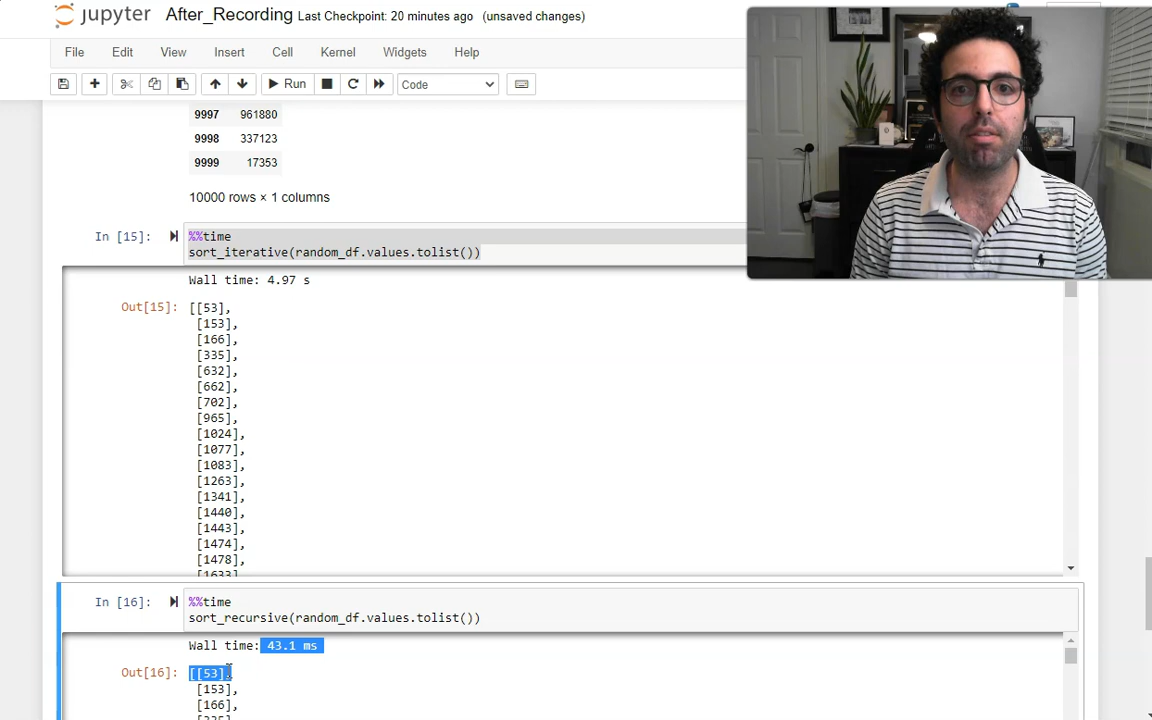 jupyter After_Recording Last Checkpoint: 20 minutes ago (unsaved changes)
File Edit View Insert Cell Kernel Widgets Help
Run Code
9997 961880
9998 337123
9999 17353
10000 rows × 1 columns
In [15]: %%time
sort_iterative(random_df.values.tolist())
Wall time: 4.97 s
Out[15]: [[53],
[153],
[166],
[335],
[632],
[662],
[702],
[965],
[1024],
[1077],
[1083],
[1263],
[1341],
[1440],
[1443],
[1474],
[1478],
[1633]
In [16]: %%time
sort_recursive(random_df.values.tolist())
Wall time: 43.1 ms
Out[16]: [[53],
[153],
[166],